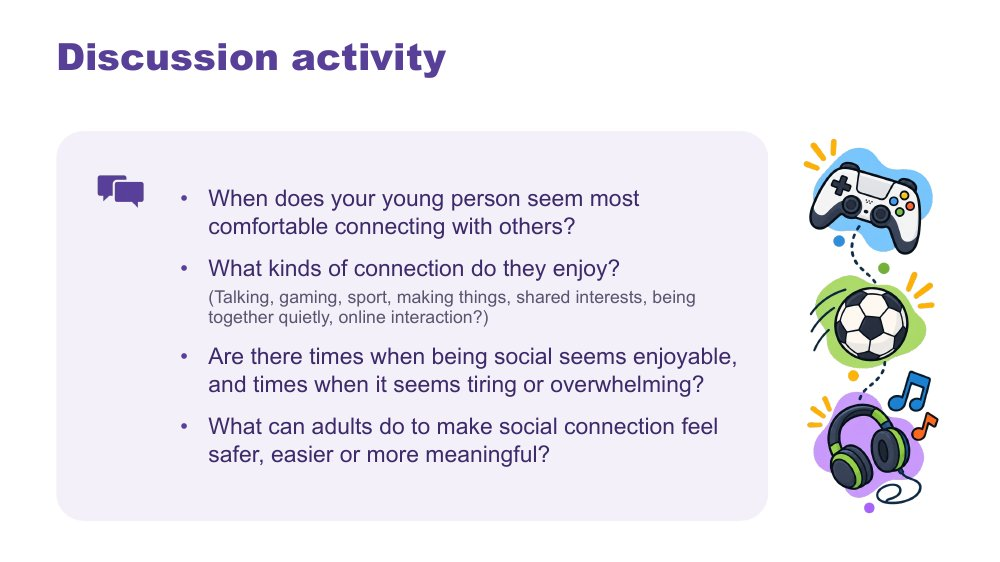 Discussion activity
• When does your young person seem most
comfortable connecting with others?
• What kinds of connection do they enjoy?
(Talking, gaming, sport, making things, shared interests, being
together quietly, online interaction?)
• Are there times when being social seems enjoyable,
and times when it seems tiring or overwhelming?
• What can adults do to make social connection feel
safer, easier or more meaningful?